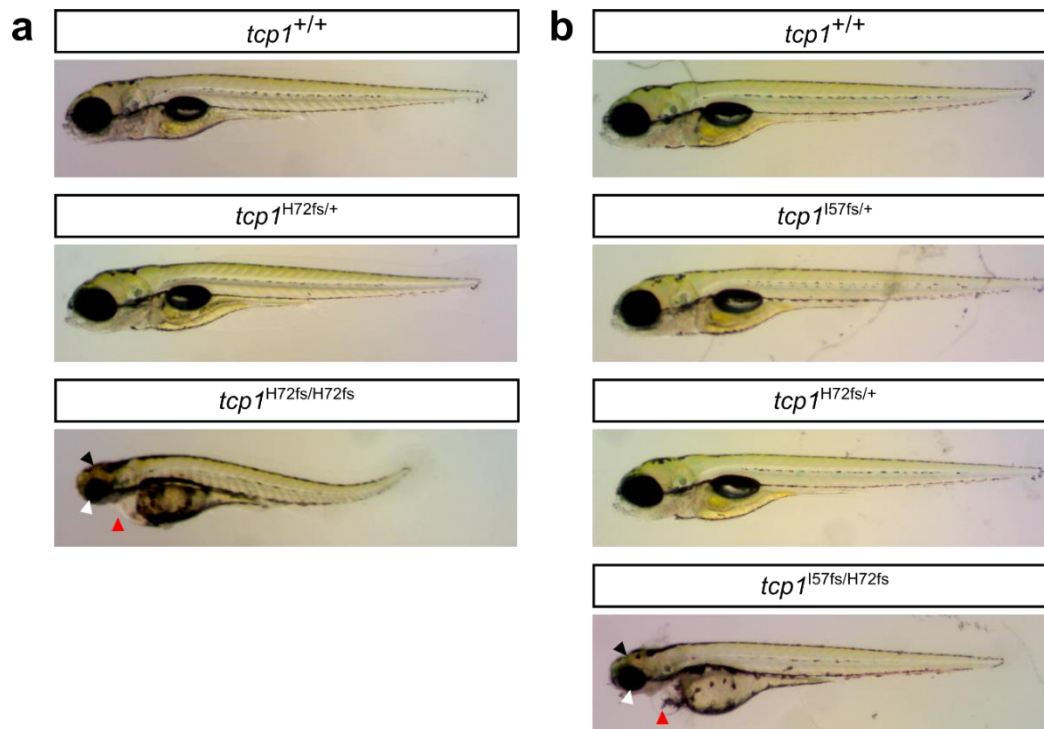 a
tcp1+/+
tcp1H72fs/+
tcp1H72fs/H72fs
b
tcp1+/+
tcp1I57fs/+
tcp1H72fs/+
tcp1I57fs/H72fs